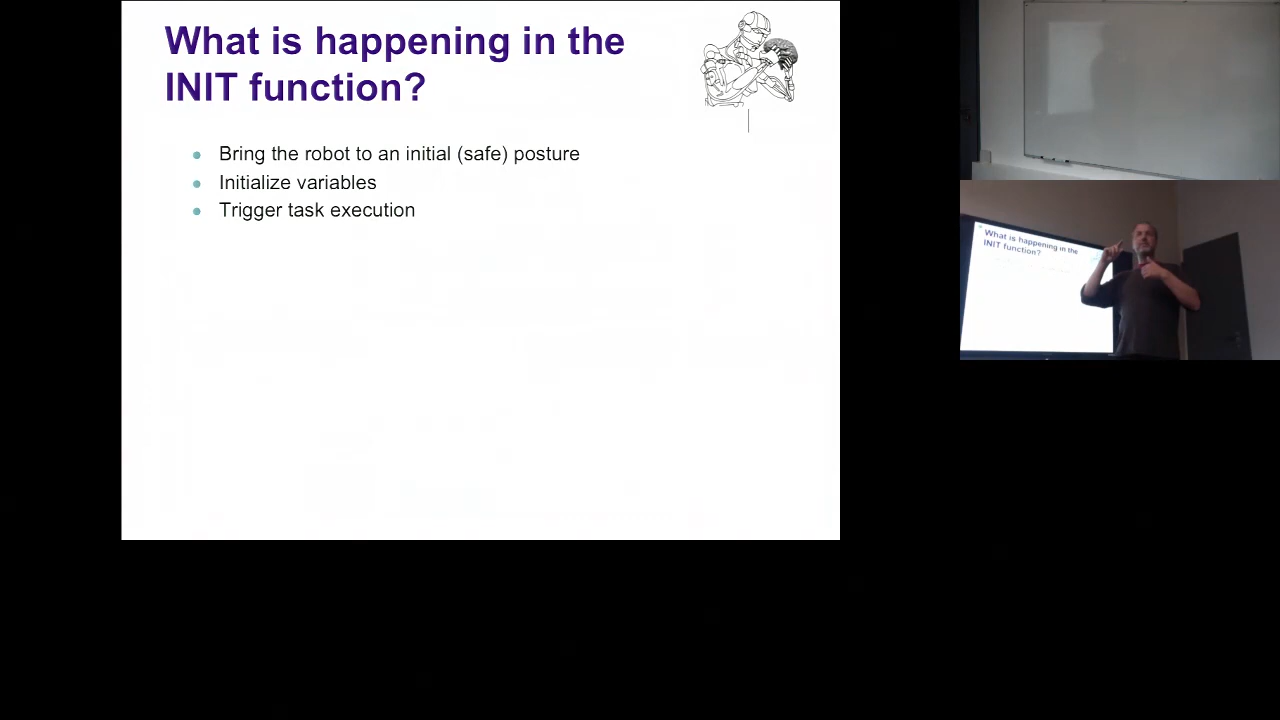 What is happening in the
INIT function?
Bring the robot to an initial (safe) posture
Initialize variables
Trigger task execution
What is happening in the
INIT function?